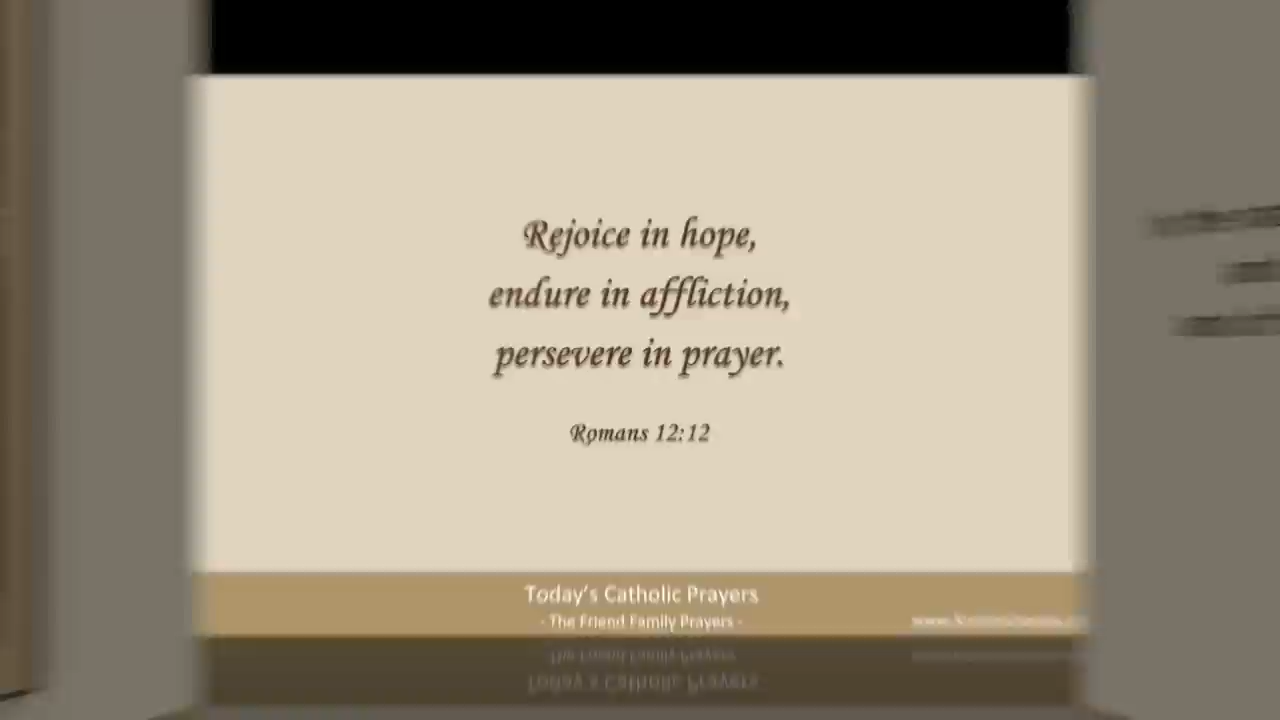 Rejoice in hope,
endure in affliction,
persevere in prayer.
Romans 12:12
Today's Catholic Prayers
- The Friend Family Prayers -